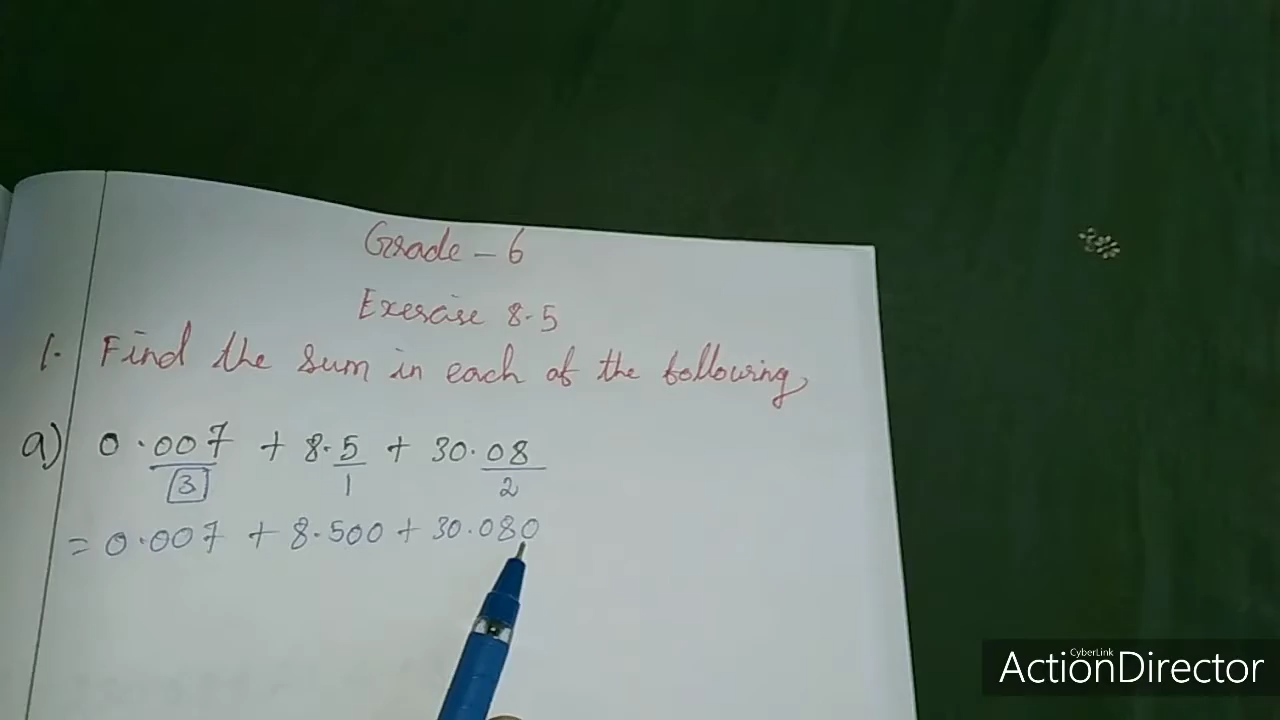 Grade - 6
Exercise 8.5
1. Find the sum in each of the following,
a) 0.007 + 8.5 + 30.08
3 1 2
= 0.007 + 8.500 + 30.080
CyberLink
ActionDirector